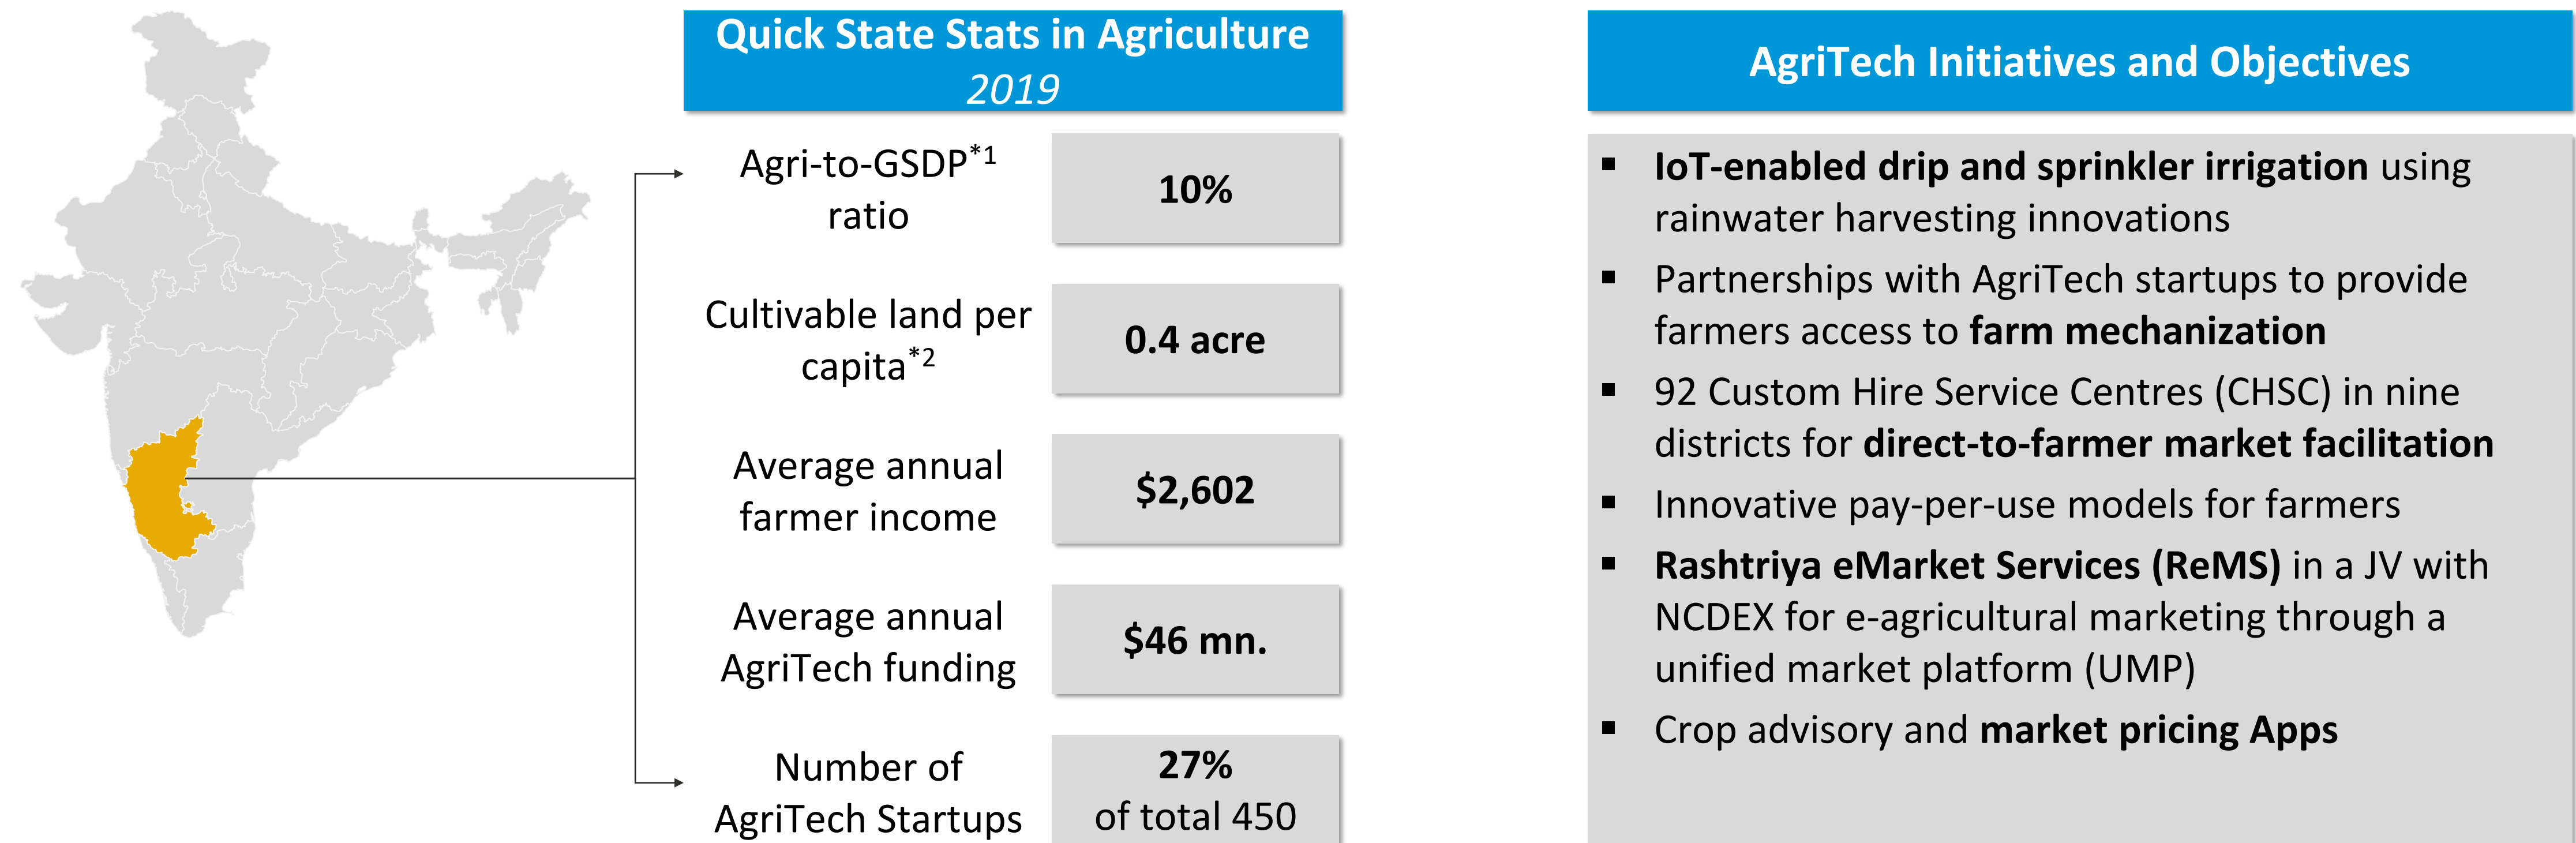 Quick State Stats in Agriculture
2019
Agri-to-GSDP*1
ratio
10%
Cultivable land per
capita*2
0.4 acre
Average annual
farmer income
$2,602
Average annual
AgriTech funding
$46 mn.
Number of
AgriTech Startups
27%
of total 450
AgriTech Initiatives and Objectives
▪ IoT-enabled drip and sprinkler irrigation using
rainwater harvesting innovations
▪ Partnerships with AgriTech startups to provide
farmers access to farm mechanization
▪ 92 Custom Hire Service Centres (CHSC) in nine
districts for direct-to-farmer market facilitation
▪ Innovative pay-per-use models for farmers
▪ Rashtriya eMarket Services (ReMS) in a JV with
NCDEX for e-agricultural marketing through a
unified market platform (UMP)
▪ Crop advisory and market pricing Apps